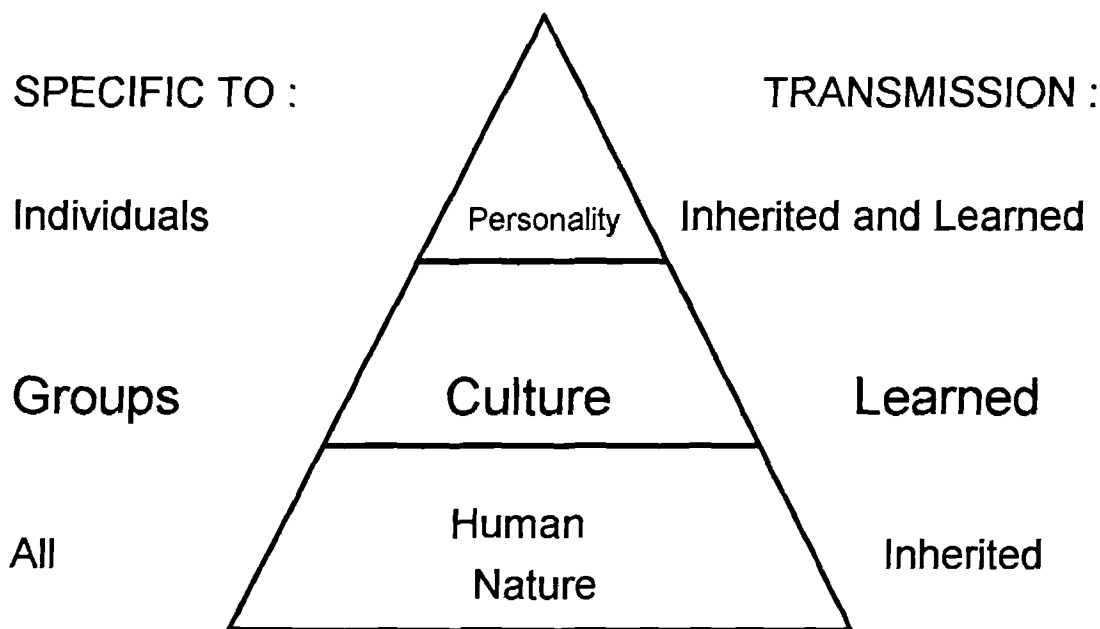 SPECIFIC TO :
TRANSMISSION :
Individuals
Personality
Inherited and Learned
Groups
Culture
Learned
All
Human
Nature
Inherited